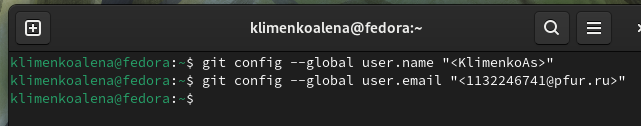 klimenkoalena@fedora:~
klimenkoalena@fedora:~$ git config --global user.name "<KlimenkoAs>"
klimenkoalena@fedora:~$ git config --global user.email "<1132246741@pfur.ru>"
klimenkoalena@fedora:~$